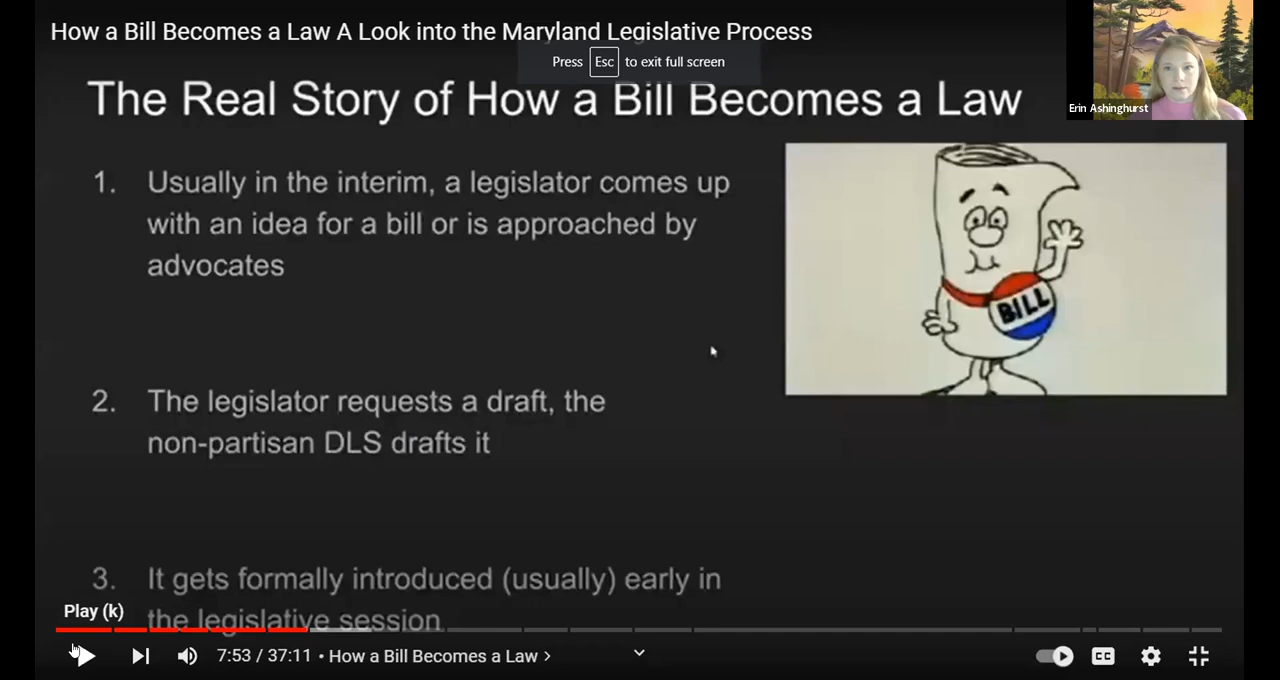 How a Bill Becomes a Law A Look into the Maryland Legislative Process
Press Esc to exit full screen
Erin Ashinghurst
The Real Story of How a Bill Becomes a Law
1. Usually in the interim, a legislator comes up
with an idea for a bill or is approached by
advocates
BILL
2. The legislator requests a draft, the
non-partisan DLS drafts it
3. It gets formally introduced (usually) early in
the legislative session
Play (k)
7:53 / 37:11 • How a Bill Becomes a Law >
CC